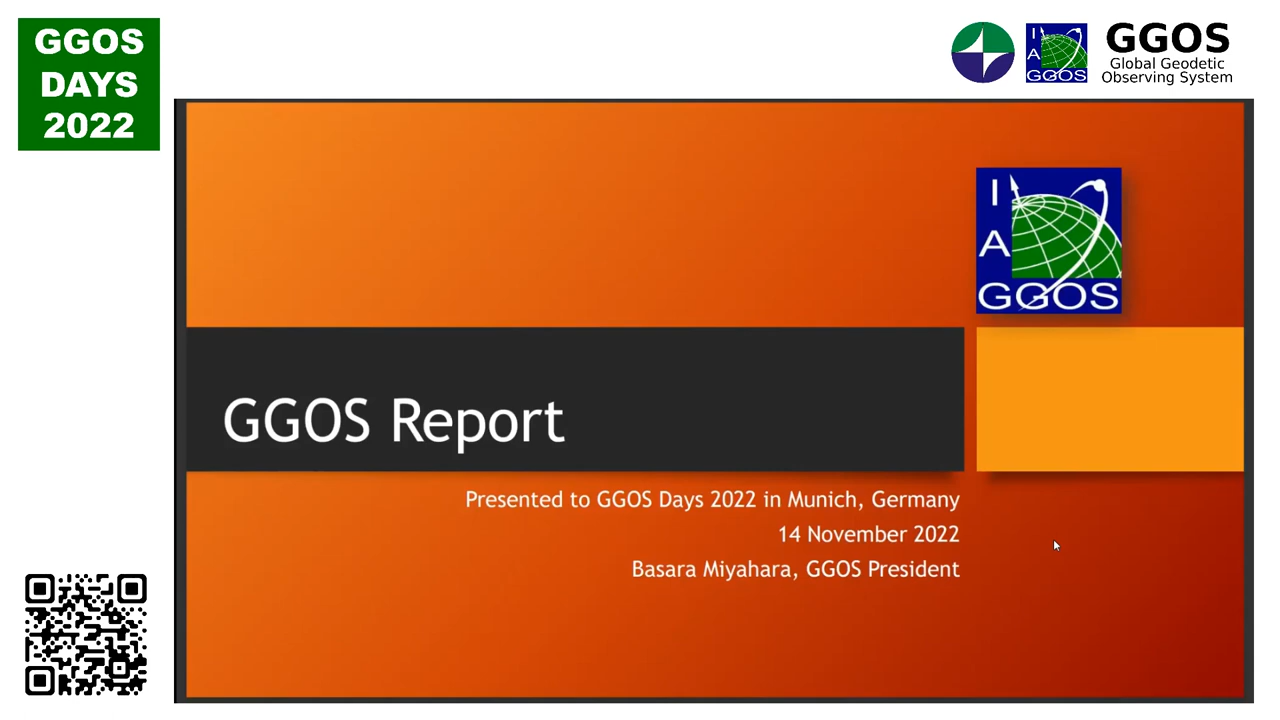 GGOS
DAYS
2022
I
A
GGOS
GGOS
Global Geodetic
Observing System
I
A
GGOS
GGOS Report
Presented to GGOS Days 2022 in Munich, Germany
14 November 2022
Basara Miyahara, GGOS President